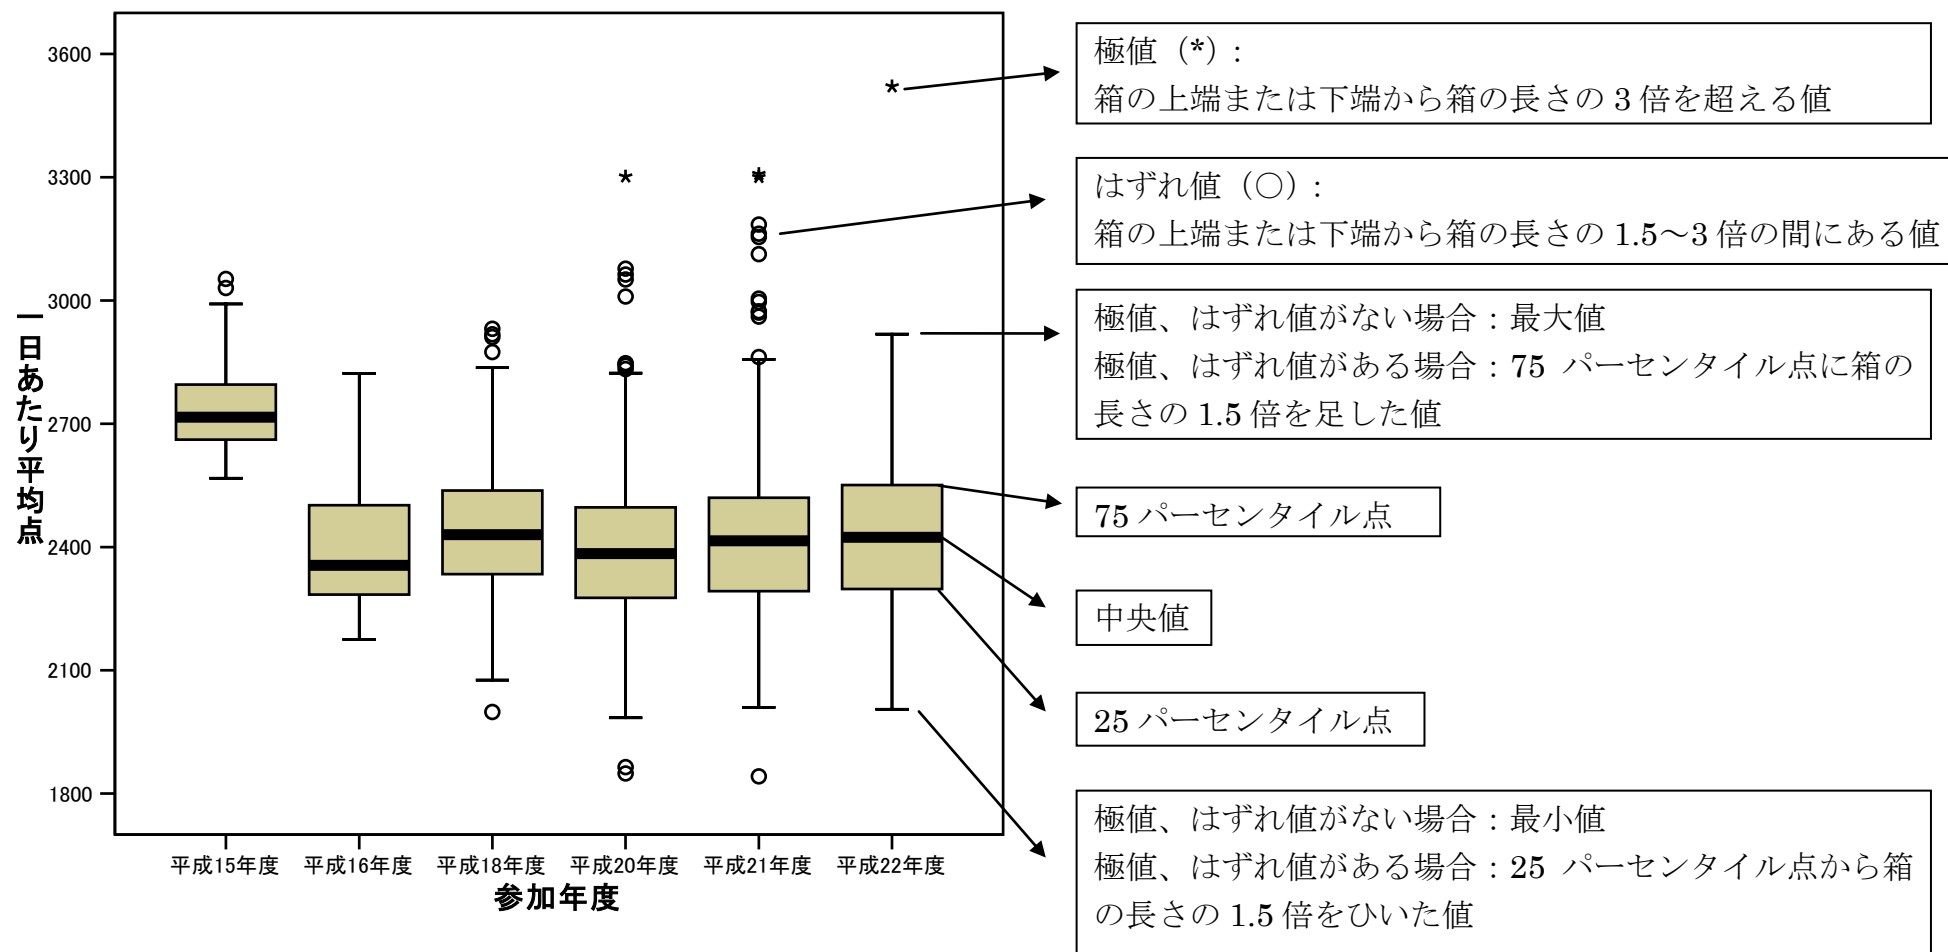 3600
3300
3000
2700
2400
2100
1800
一日あたり平均点
平成15年度
平成16年度
平成18年度
平成20年度
平成21年度
平成22年度
参加年度
極値（*）:
箱の上端または下端から箱の長さの 3 倍を超える値
はずれ値（○）:
箱の上端または下端から箱の長さの 1.5～3 倍の間にある値
極値、はずれ値がない場合：最大値
極値、はずれ値がある場合：75 パーセンタイル点に箱の
長さの 1.5 倍を足した値
75 パーセンタイル点
中央値
25 パーセンタイル点
極値、はずれ値がない場合：最小値
極値、はずれ値がある場合：25 パーセンタイル点から箱
の長さの 1.5 倍をひいた値